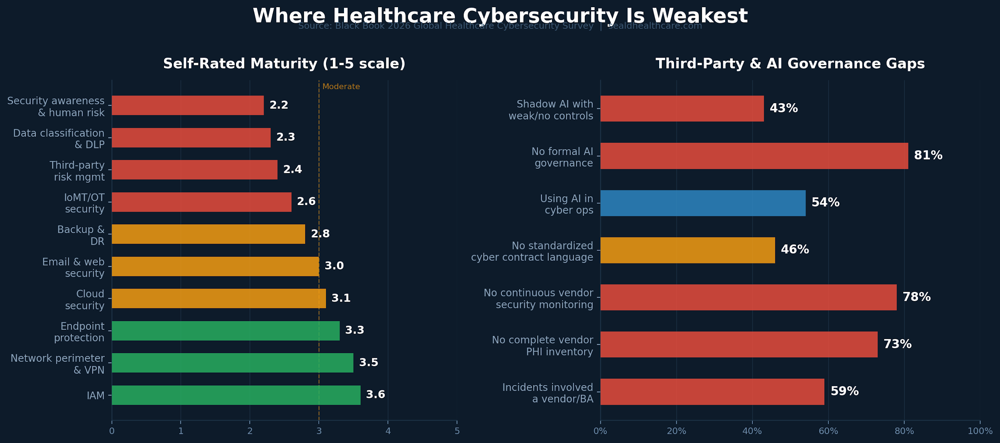 Where Healthcare Cybersecurity Is Weakest
Source: Black Book 2026 Global Healthcare Cybersecurity Survey | sealdhealthcare.com
Self-Rated Maturity (1-5 scale)
Moderate
Security awareness
& human risk
2.2
Data classification
& DLP
2.3
Third-party
risk mgmt
2.4
IoMT/OT
security
2.6
Backup &
DR
2.8
Email & web
security
3.0
Cloud
security
3.1
Endpoint
protection
3.3
Network perimeter
& VPN
3.5
IAM
3.6
0 1 2 3 4 5
Third-Party & AI Governance Gaps
Shadow AI with
weak/no controls
43%
No formal AI
governance
81%
Using AI in
cyber ops
54%
No standardized
cyber contract language
46%
No continuous vendor
security monitoring
78%
No complete vendor
PHI inventory
73%
Incidents involved
a vendor/BA
59%
0% 20% 40% 60% 80% 100%